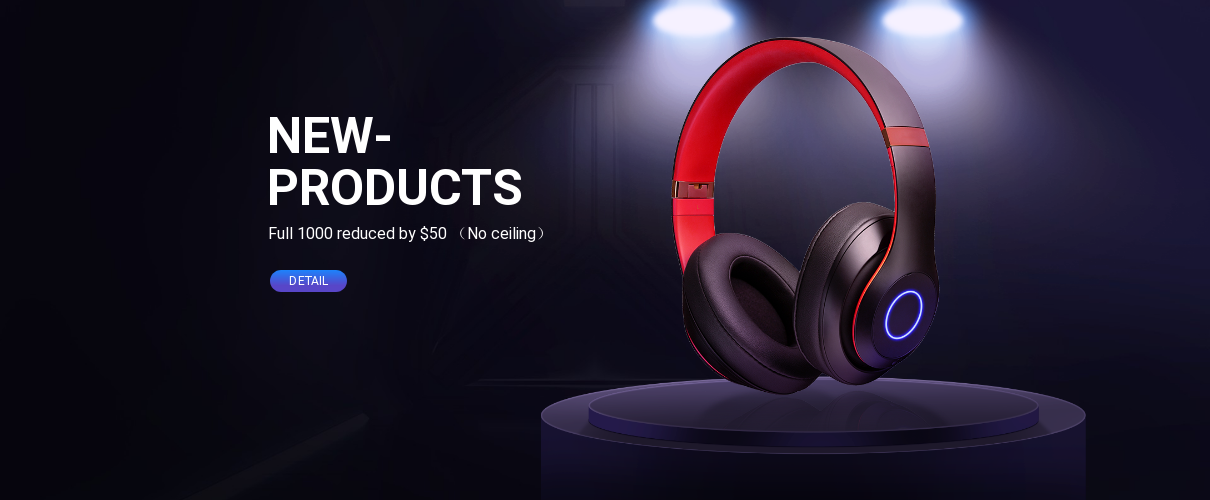 NEW-
PRODUCTS
Full 1000 reduced by $50 （No ceiling）
DETAIL